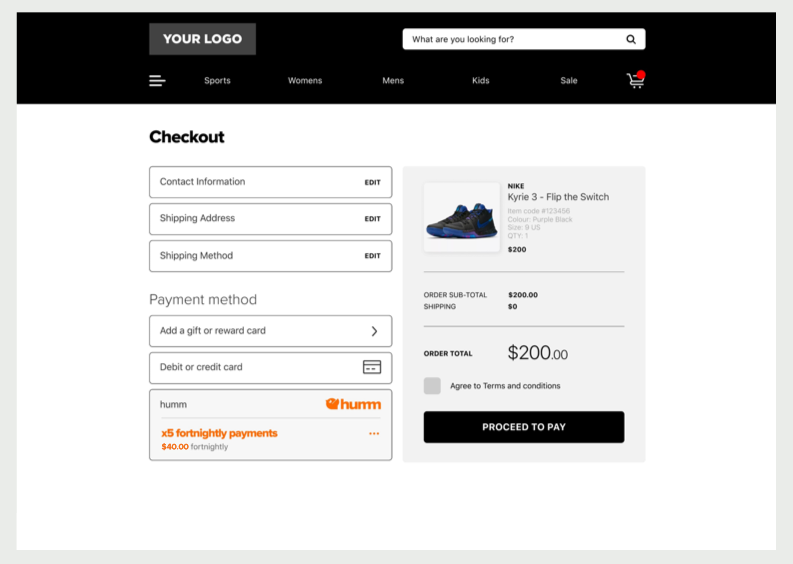 YOUR LOGO
What are you looking for?
Sports
Womens
Mens
Kids
Sale
Checkout
Contact Information
EDIT
Shipping Address
EDIT
Shipping Method
EDIT
Payment method
Add a gift or reward card
Debit or credit card
humm
humm
x5 fortnightly payments
$40.00 fortnightly
NIKE
Kyrie 3 - Flip the Switch
Item code #123456
Colour: Purple Black
Size: 9 US
QTY: 1
$200
ORDER SUB-TOTAL $200.00
SHIPPING $0
ORDER TOTAL $200.00
Agree to Terms and conditions
PROCEED TO PAY